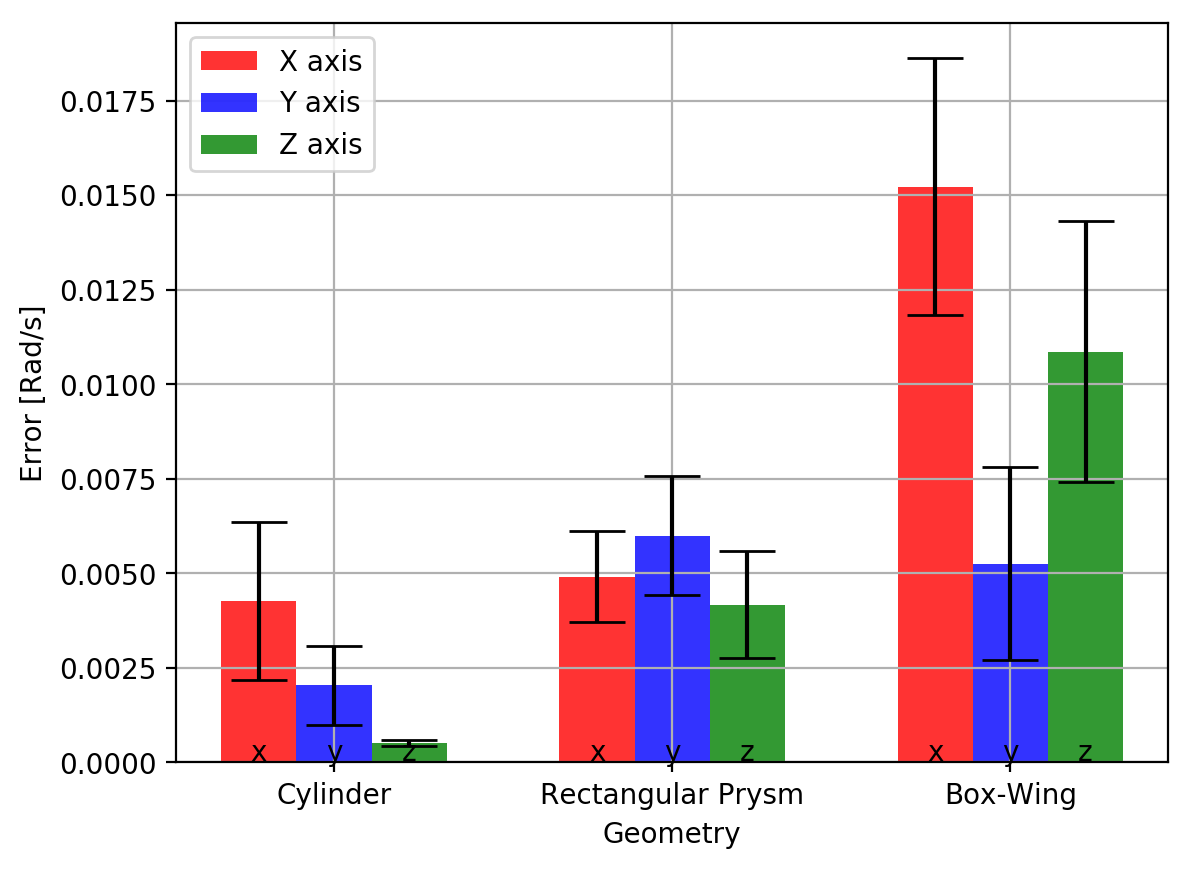 X axis
Y axis
Z axis
0.0175
0.0150
0.0125
0.0100
0.0075
0.0050
0.0025
0.0000
Error [Rad/s]
x y z x y z x y z
Cylinder Rectangular Prysm Box-Wing
Geometry